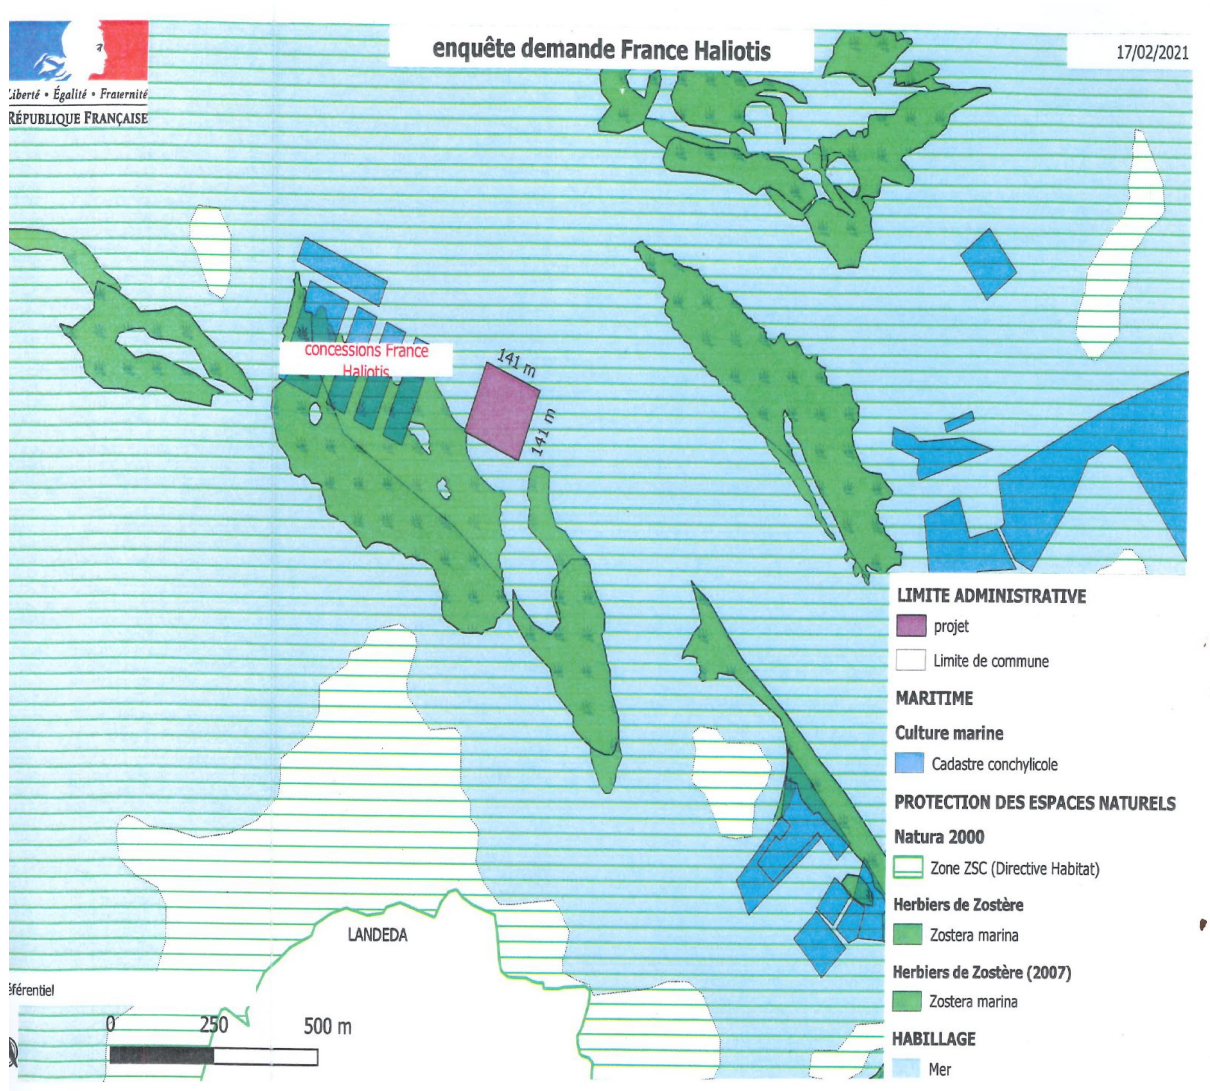 enquête demande France Haliotis
17/02/2021
Liberté • Égalité • Fraternité
RÉPUBLIQUE FRANÇAISE
concessions France
Haliotis
141 m
141 m
LIMITE ADMINISTRATIVE
projet
Limite de commune
MARITIME
Culture marine
Cadastre conchylicole
PROTECTION DES ESPACES NATURELS
Natura 2000
Zone ZSC (Directive Habitat)
Herbiers de Zostère
Zostera marina
Herbiers de Zostère (2007)
Zostera marina
HABILLAGE
Mer
LANDEDA
éférentiel
0 250 500 m